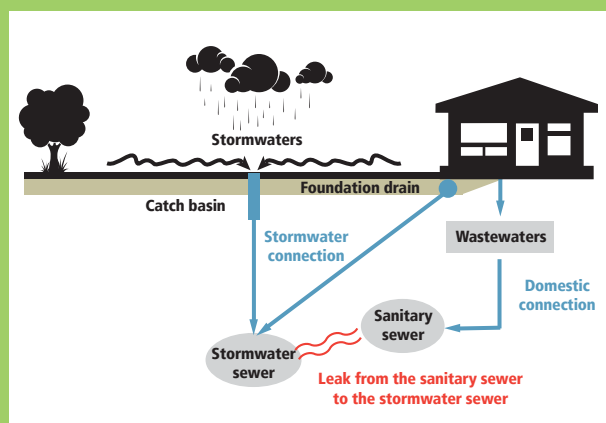 Stormwaters
Foundation drain
Catch basin
Stormwater
connection
Wastewaters
Domestic
connection
Sanitary
sewer
Stormwater
sewer
Leak from the sanitary sewer
to the stormwater sewer